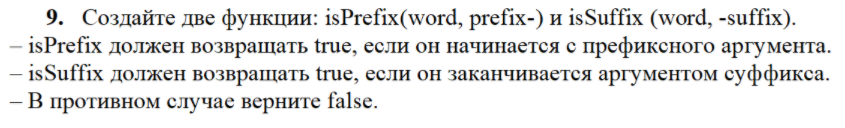 9. Создайте две функции: isPrefix(word, prefix-) и isSuffix (word, -suffix).
– isPrefix должен возвращать true, если он начинается с префиксного аргумента.
– isSuffix должен возвращать true, если он заканчивается аргументом суффикса.
– В противном случае верните false.